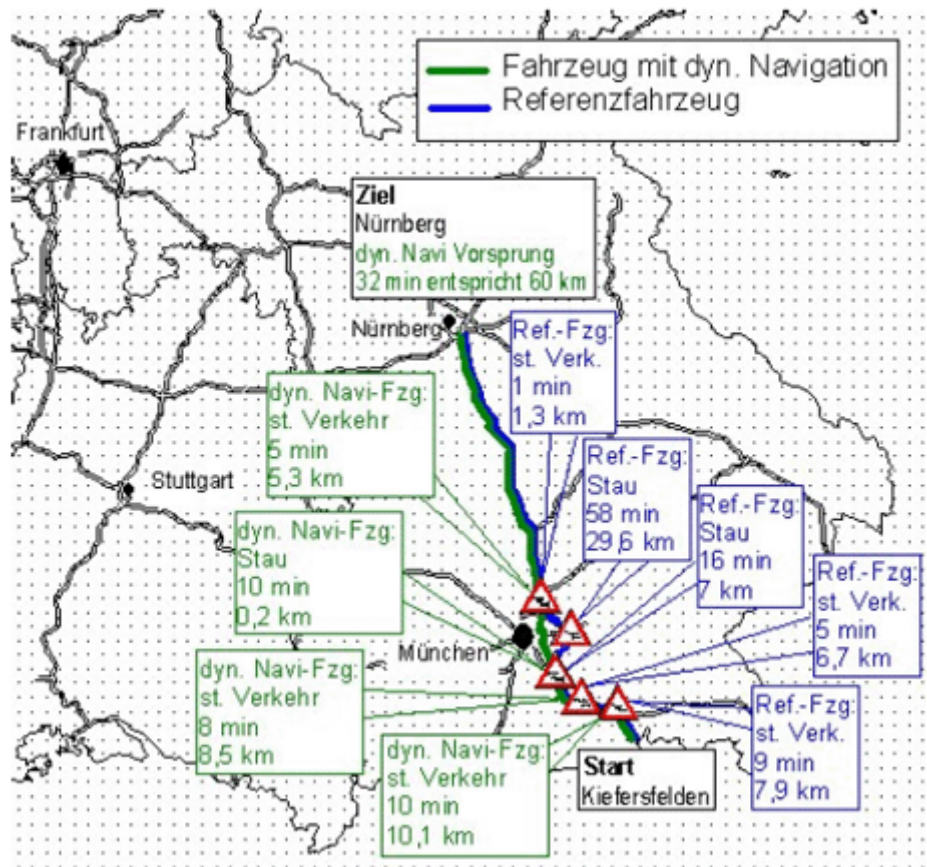 Fahrzeug mit dyn. Navigation
Referenzfahrzeug
Frankfurt
Ziel
Nürnberg
dyn. Navi Vorsprung
32 min entspricht 60 km
Nürnberg
Ref.-Fzg:
st. Verk.
1 min
1,3 km
dyn. Navi-Fzg:
st. Verkehr
5 min
5,3 km
Ref.-Fzg:
Stau
58 min
29,6 km
Stuttgart
Ref.-Fzg:
Stau
16 min
7 km
dyn. Navi-Fzg:
Stau
10 min
0,2 km
Ref.-Fzg:
st. Verk.
5 min
6,7 km
München
dyn. Navi-Fzg:
st. Verkehr
8 min
8,5 km
Ref.-Fzg:
st. Verk.
9 min
7,9 km
dyn. Navi-Fzg:
st. Verkehr
10 min
10,1 km
Start
Kiefersfelden